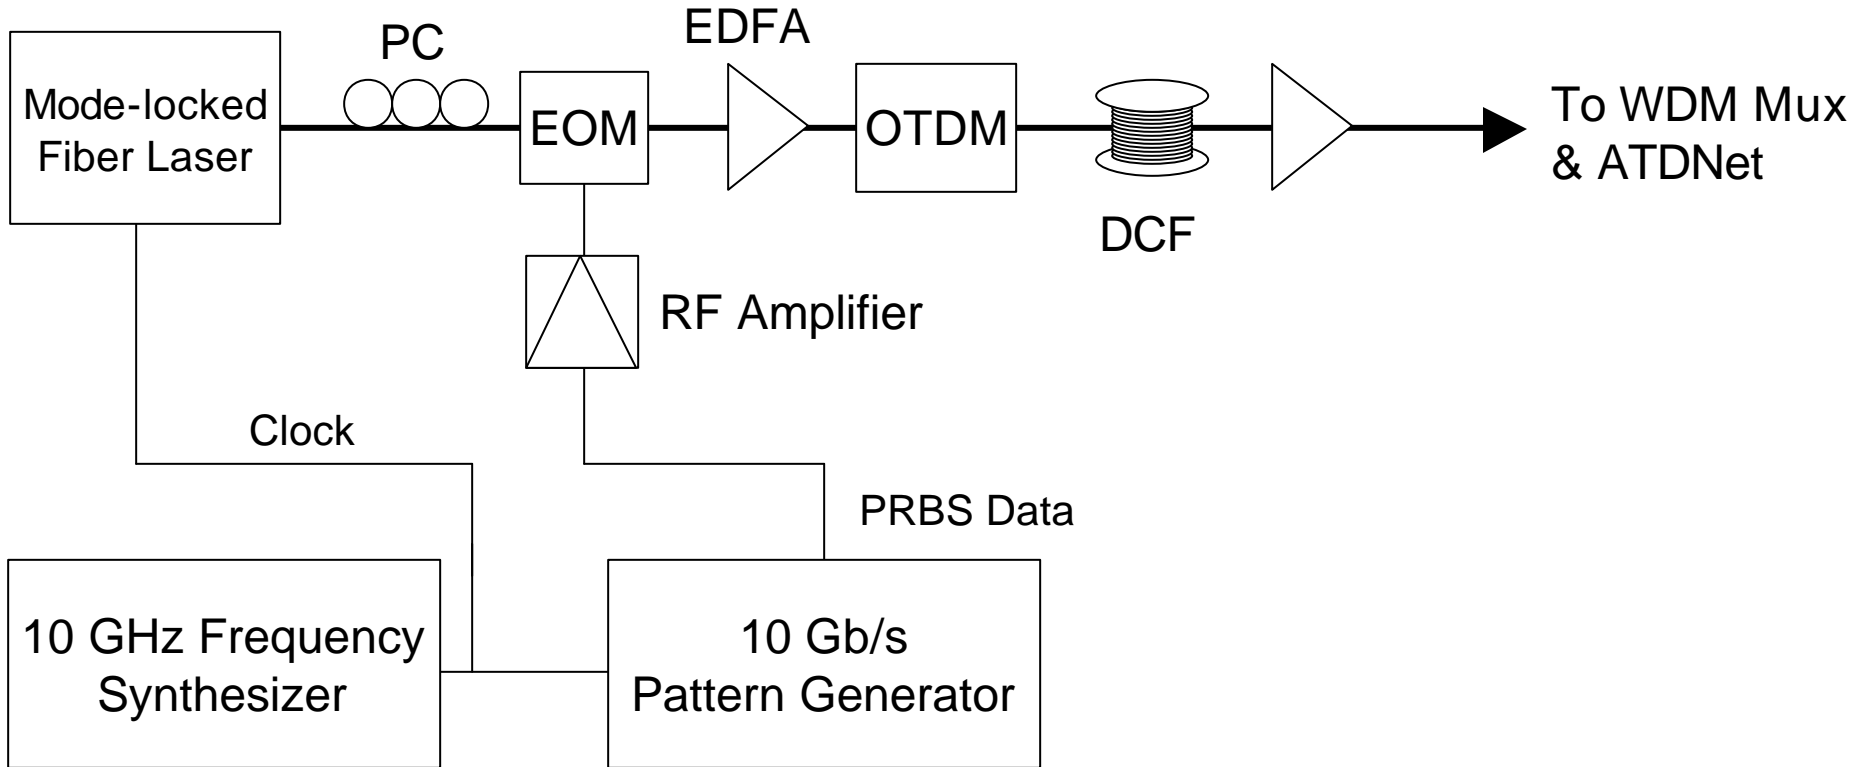 PC
EDFA
Mode-locked
Fiber Laser
EOM
OTDM
To WDM Mux
& ATDNet
DCF
RF Amplifier
Clock
PRBS Data
10 GHz Frequency
Synthesizer
10 Gb/s
Pattern Generator